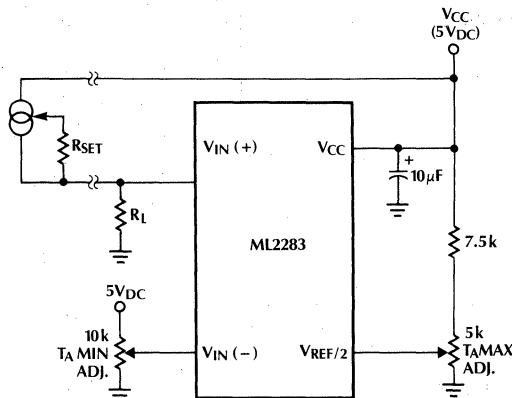 VCC
(5VDC)
RSET
VIN (+)
VCC
+
10μF
RL
ML2283
7.5k
5VDC
10k
TA MIN
ADJ.
VIN (−)
VREF/2
5k
TAMAX
ADJ.